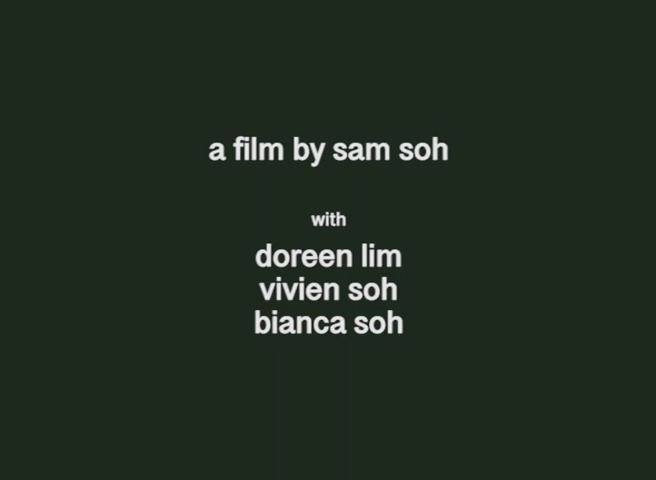 a film by sam soh
with
doreen lim
vivien soh
bianca soh